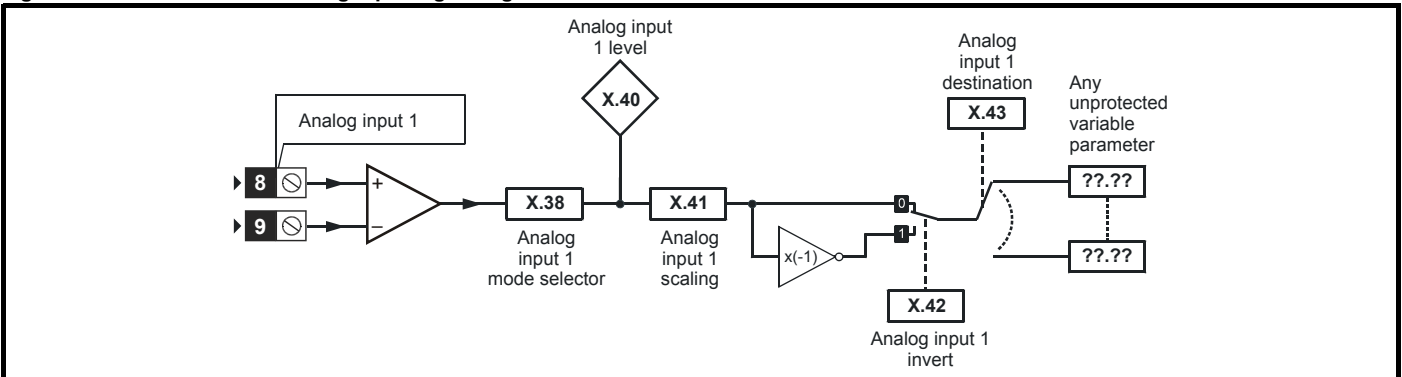 Analog input
1 level
X.40
Analog
input 1
destination
X.43
Any
unprotected
variable
parameter
Analog input 1
8
+
9
–
X.38
X.41
0
1
??.??
??.??
Analog
input 1
mode selector
Analog
input 1
scaling
x(-1)
X.42
Analog input 1
invert